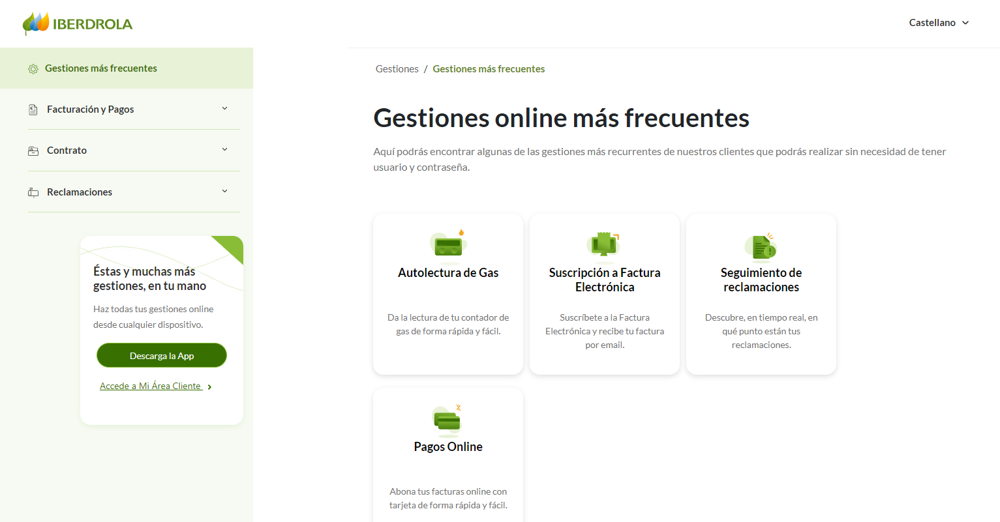 IBERDROLA
Castellano
Gestiones más frecuentes
Facturación y Pagos
Contrato
Reclamaciones
Éstas y muchas más
gestiones, en tu mano
Haz todas tus gestiones online
desde cualquier dispositivo.
Descarga la App
Accede a Mi Área Cliente
Gestiones / Gestiones más frecuentes
Gestiones online más frecuentes
Aquí podrás encontrar algunas de las gestiones más recurrentes de nuestros clientes que podrás realizar sin necesidad de tener
usuario y contraseña.
Autolectura de Gas
Da la lectura de tu contador de
gas de forma rápida y fácil.
Suscripción a Factura
Electrónica
Suscríbete a la Factura
Electrónica y recibe tu factura
por email.
Seguimiento de
reclamaciones
Descubre, en tiempo real, en
qué punto están tus
reclamaciones.
Pagos Online
Abona tus facturas online con
tarjeta de forma rápida y fácil.